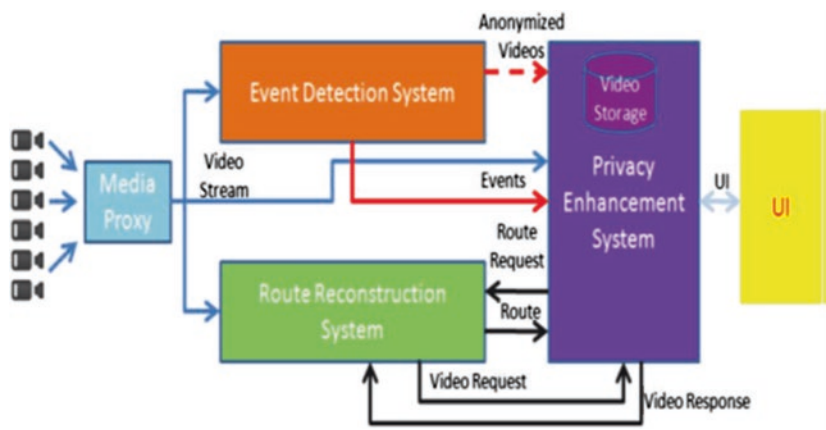 Anonymized
Videos
Event Detection System
Video
Storage
Media
Proxy
Video
Stream
Events
Privacy
Enhancement
System
UI
UI
Route
Request
Route Reconstruction
System
Route
Video Request
Video Response